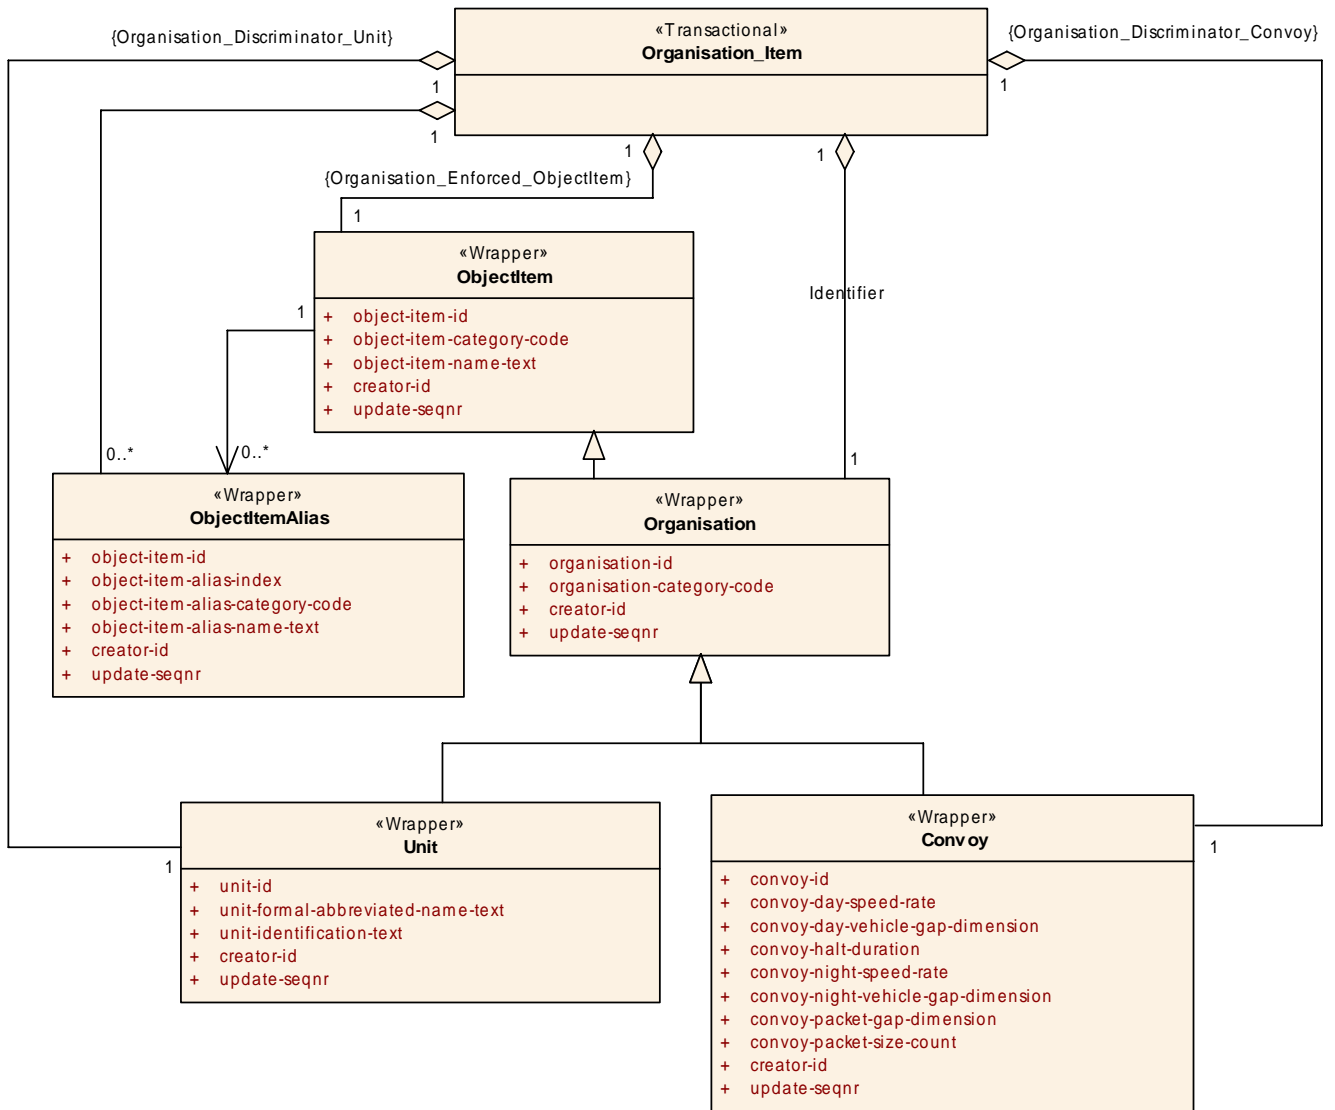 {Organisation_Discriminator_Unit}
«Transactional»
Organisation_Item
{Organisation_Discriminator_Convoy}
1
1
1
1
1
{Organisation_Enforced_ObjectItem}
1
«Wrapper»
ObjectItem
+ object-item-id
+ object-item-category-code
+ object-item-name-text
+ creator-id
+ update-seqnr
Identifier
1
0..*
0..*
1
«Wrapper»
ObjectItemAlias
+ object-item-id
+ object-item-alias-index
+ object-item-alias-category-code
+ object-item-alias-name-text
+ creator-id
+ update-seqnr
«Wrapper»
Organisation
+ organisation-id
+ organisation-category-code
+ creator-id
+ update-seqnr
«Wrapper»
Unit
1
+ unit-id
+ unit-formal-abbreviated-name-text
+ unit-identification-text
+ creator-id
+ update-seqnr
«Wrapper»
Convoy
1
+ convoy-id
+ convoy-day-speed-rate
+ convoy-day-vehicle-gap-dimension
+ convoy-halt-duration
+ convoy-night-speed-rate
+ convoy-night-vehicle-gap-dimension
+ convoy-packet-gap-dimension
+ convoy-packet-size-count
+ creator-id
+ update-seqnr